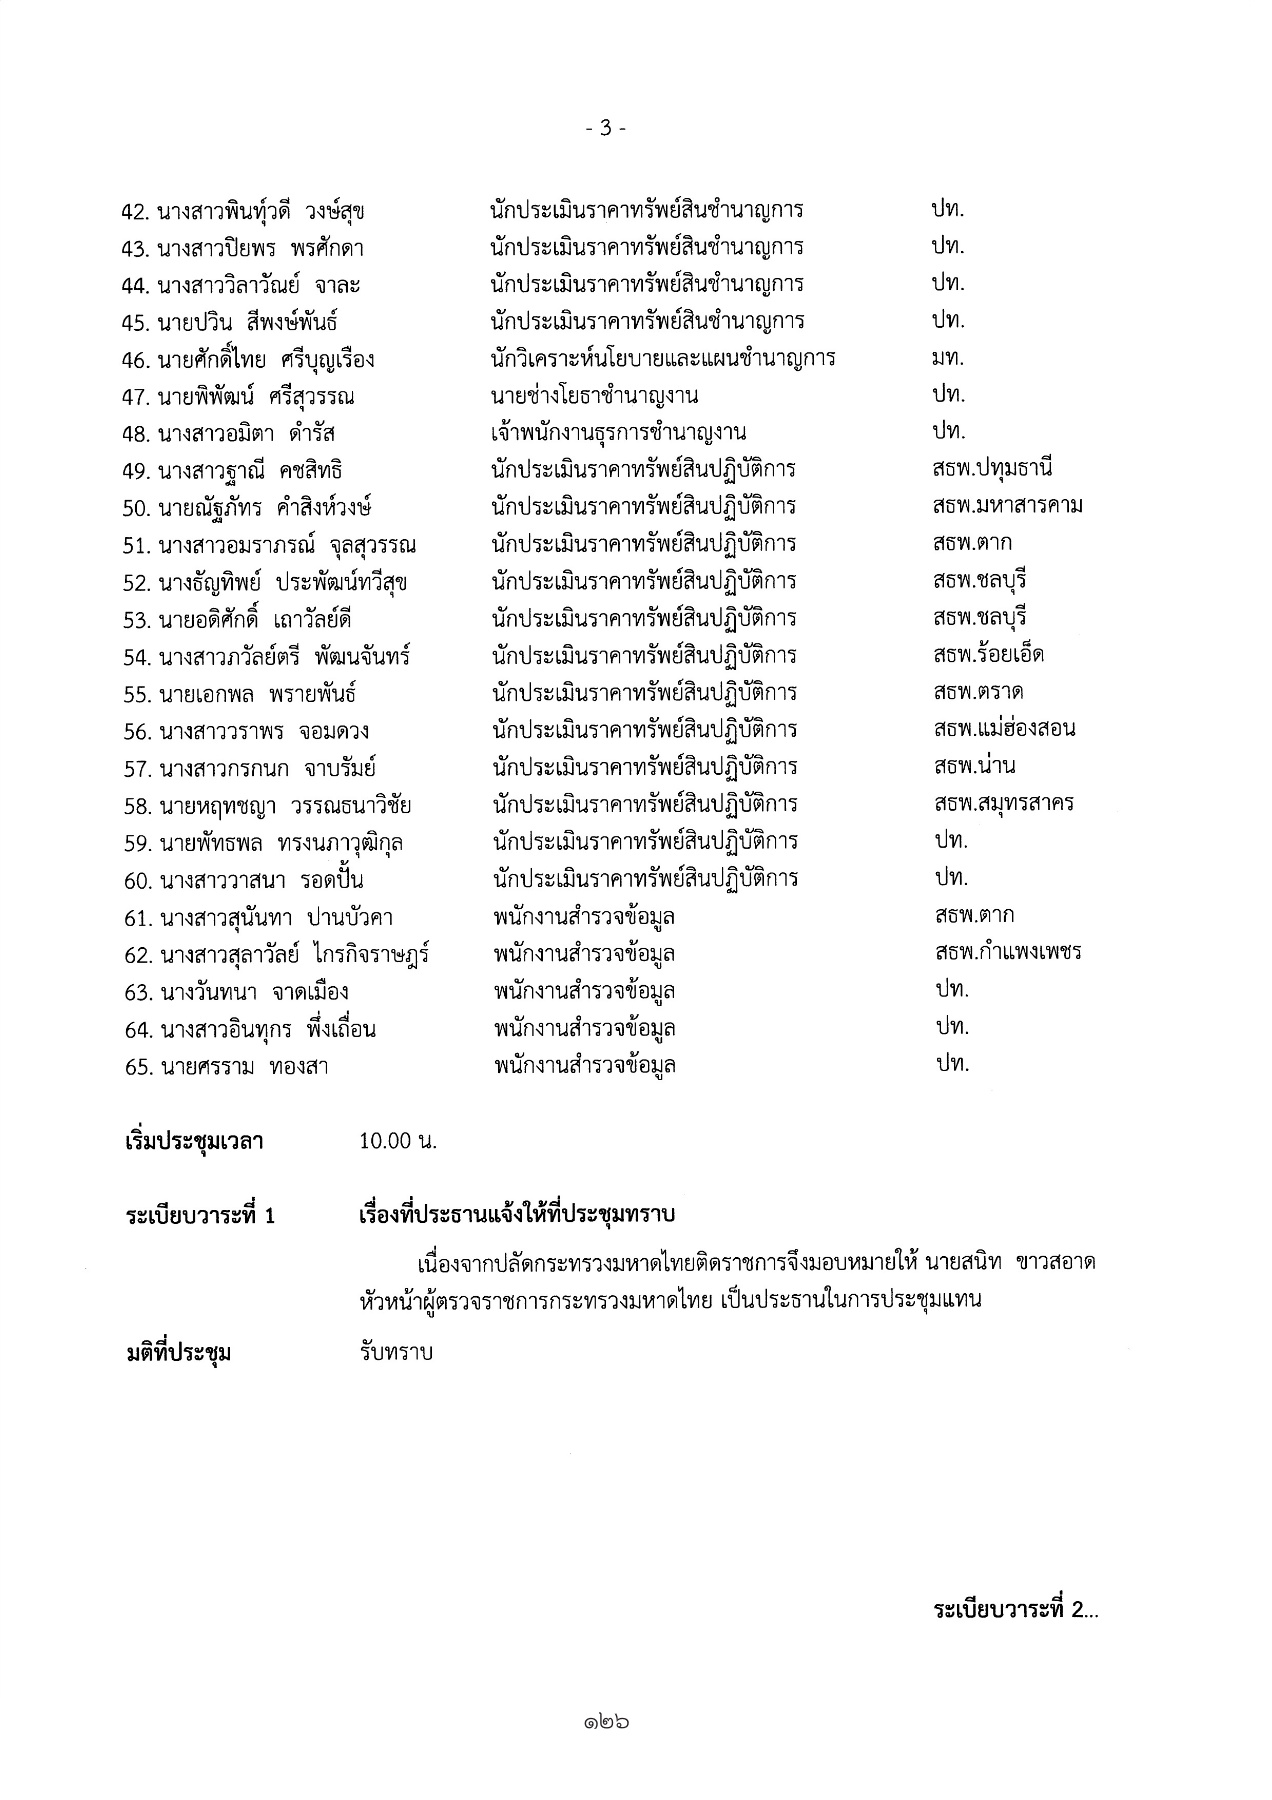 - 3 -
42. นางสาวพินทุ์วดี วงษ์สุข นักประเมินราคาทรัพย์สินชำนาญการ ปท.
43. นางสาวปิยพร พรศักดา นักประเมินราคาทรัพย์สินชำนาญการ ปท.
44. นางสาววิลาวัณย์ จาละ นักประเมินราคาทรัพย์สินชำนาญการ ปท.
45. นายปวิน สีพงษ์พันธ์ นักประเมินราคาทรัพย์สินชำนาญการ ปท.
46. นายศักดิ์ไทย ศรีบุญเรือง นักวิเคราะห์นโยบายและแผนชำนาญการ มท.
47. นายพิพัฒน์ ศรีสุวรรณ นายช่างโยธาชำนาญงาน ปท.
48. นางสาวอมิตา ดำรัส เจ้าพนักงานธุรการชำนาญงาน ปท.
49. นางสาวฐาณี คชสิทธิ นักประเมินราคาทรัพย์สินปฏิบัติการ สธพ.ปทุมธานี
50. นายณัฐภัทร คำสิงห์วงษ์ นักประเมินราคาทรัพย์สินปฏิบัติการ สธพ.มหาสารคาม
51. นางสาวอมราภรณ์ จุลสุวรรณ นักประเมินราคาทรัพย์สินปฏิบัติการ สธพ.ตาก
52. นางธัญทิพย์ ประพัฒน์ทวีสุข นักประเมินราคาทรัพย์สินปฏิบัติการ สธพ.ชลบุรี
53. นายอดิศักดิ์ เถาวัลย์ดี นักประเมินราคาทรัพย์สินปฏิบัติการ สธพ.ชลบุรี
54. นางสาวภวัลย์ตรี พัฒนจันทร์ นักประเมินราคาทรัพย์สินปฏิบัติการ สธพ.ร้อยเอ็ด
55. นายเอกพล พรายพันธ์ นักประเมินราคาทรัพย์สินปฏิบัติการ สธพ.ตราด
56. นางสาววราพร จอมดวง นักประเมินราคาทรัพย์สินปฏิบัติการ สธพ.แม่ฮ่องสอน
57. นางสาวกรกนก จาบรัมย์ นักประเมินราคาทรัพย์สินปฏิบัติการ สธพ.น่าน
58. นายหฤทชญา วรรณธนาวิชัย นักประเมินราคาทรัพย์สินปฏิบัติการ สธพ.สมุทรสาคร
59. นายพัทธพล ทรงนภาวุฒิกุล นักประเมินราคาทรัพย์สินปฏิบัติการ ปท.
60. นางสาววาสนา รอดปั้น นักประเมินราคาทรัพย์สินปฏิบัติการ ปท.
61. นางสาวสุนันทา ปานบัวคา พนักงานสำรวจข้อมูล สธพ.ตาก
62. นางสาวสุลาวัลย์ ไกรกิจราษฎร์ พนักงานสำรวจข้อมูล สธพ.กำแพงเพชร
63. นางวันทนา จาดเมือง พนักงานสำรวจข้อมูล ปท.
64. นางสาวอินทุกร พึ่งเถื่อน พนักงานสำรวจข้อมูล ปท.
65. นายศรราม ทองสา พนักงานสำรวจข้อมูล ปท.
เริ่มประชุมเวลา 10.00 น.
ระเบียบวาระที่ 1 เรื่องที่ประธานแจ้งให้ที่ประชุมทราบ
เนื่องจากปลัดกระทรวงมหาดไทยติดราชการจึงมอบหมายให้ นายสนิท ขาวสอาด
หัวหน้าผู้ตรวจราชการกระทรวงมหาดไทย เป็นประธานในการประชุมแทน
มติที่ประชุม รับทราบ
ระเบียบวาระที่ 2...
๑๒๖